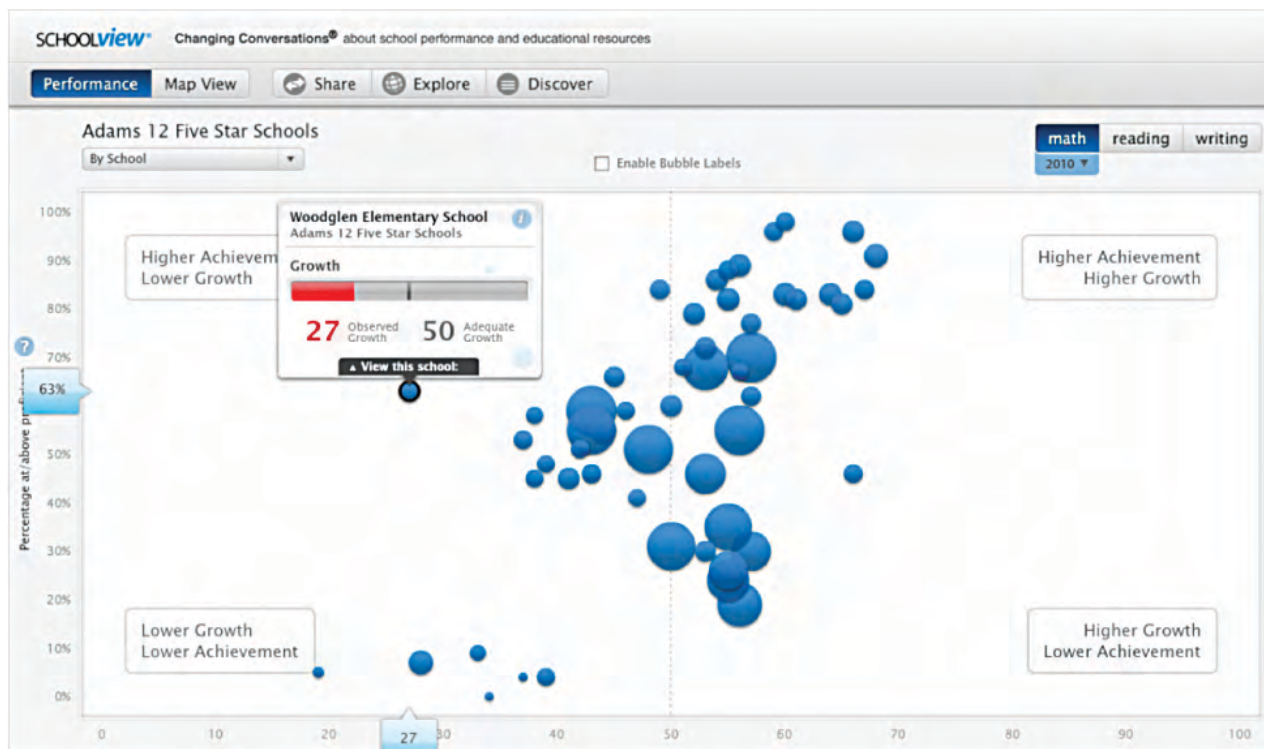 SCHOOLVIEW® Changing Conversations® about school performance and educational resources
Performance Map View Share Explore Discover
Adams 12 Five Star Schools
By School
Enable Bubble Labels
math reading writing
2010
Woodglen Elementary School
Adams 12 Five Star Schools
Growth
27 Observed Growth 50 Adequate Growth
View this school:
Higher Achievem
Lower Growth
Higher Achievement
Higher Growth
Lower Growth
Lower Achievement
Higher Growth
Lower Achievement
?
63%
Percentage at/above
100%
90%
80%
70%
50%
40%
30%
20%
10%
0%
0 10 20 27 30 40 50 60 70 80 90 100